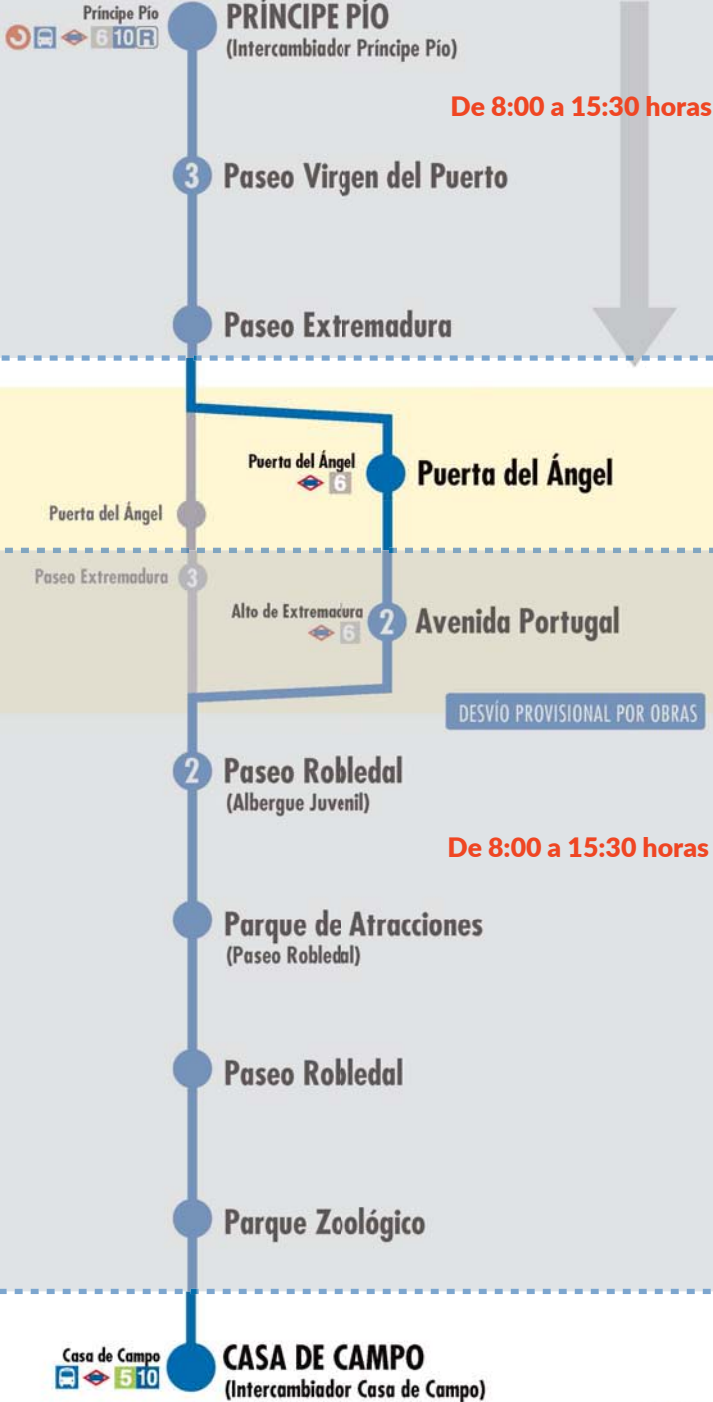 Príncipe Pío
6 10 R
PRÍNCIPE PÍO
(Intercambiador Príncipe Pío)
De 8:00 a 15:30 horas
3
Paseo Virgen del Puerto
Paseo Extremadura
Puerta del Ángel
6
Puerta del Ángel
Puerta del Ángel
Paseo Extremadura
3
Alto de Extremadura
6
2
Avenida Portugal
DESVÍO PROVISIONAL POR OBRAS
2
Paseo Robledal
(Albergue Juvenil)
De 8:00 a 15:30 horas
Parque de Atracciones
(Paseo Robledal)
Paseo Robledal
Parque Zoológico
Casa de Campo
5 10
CASA DE CAMPO
(Intercambiador Casa de Campo)